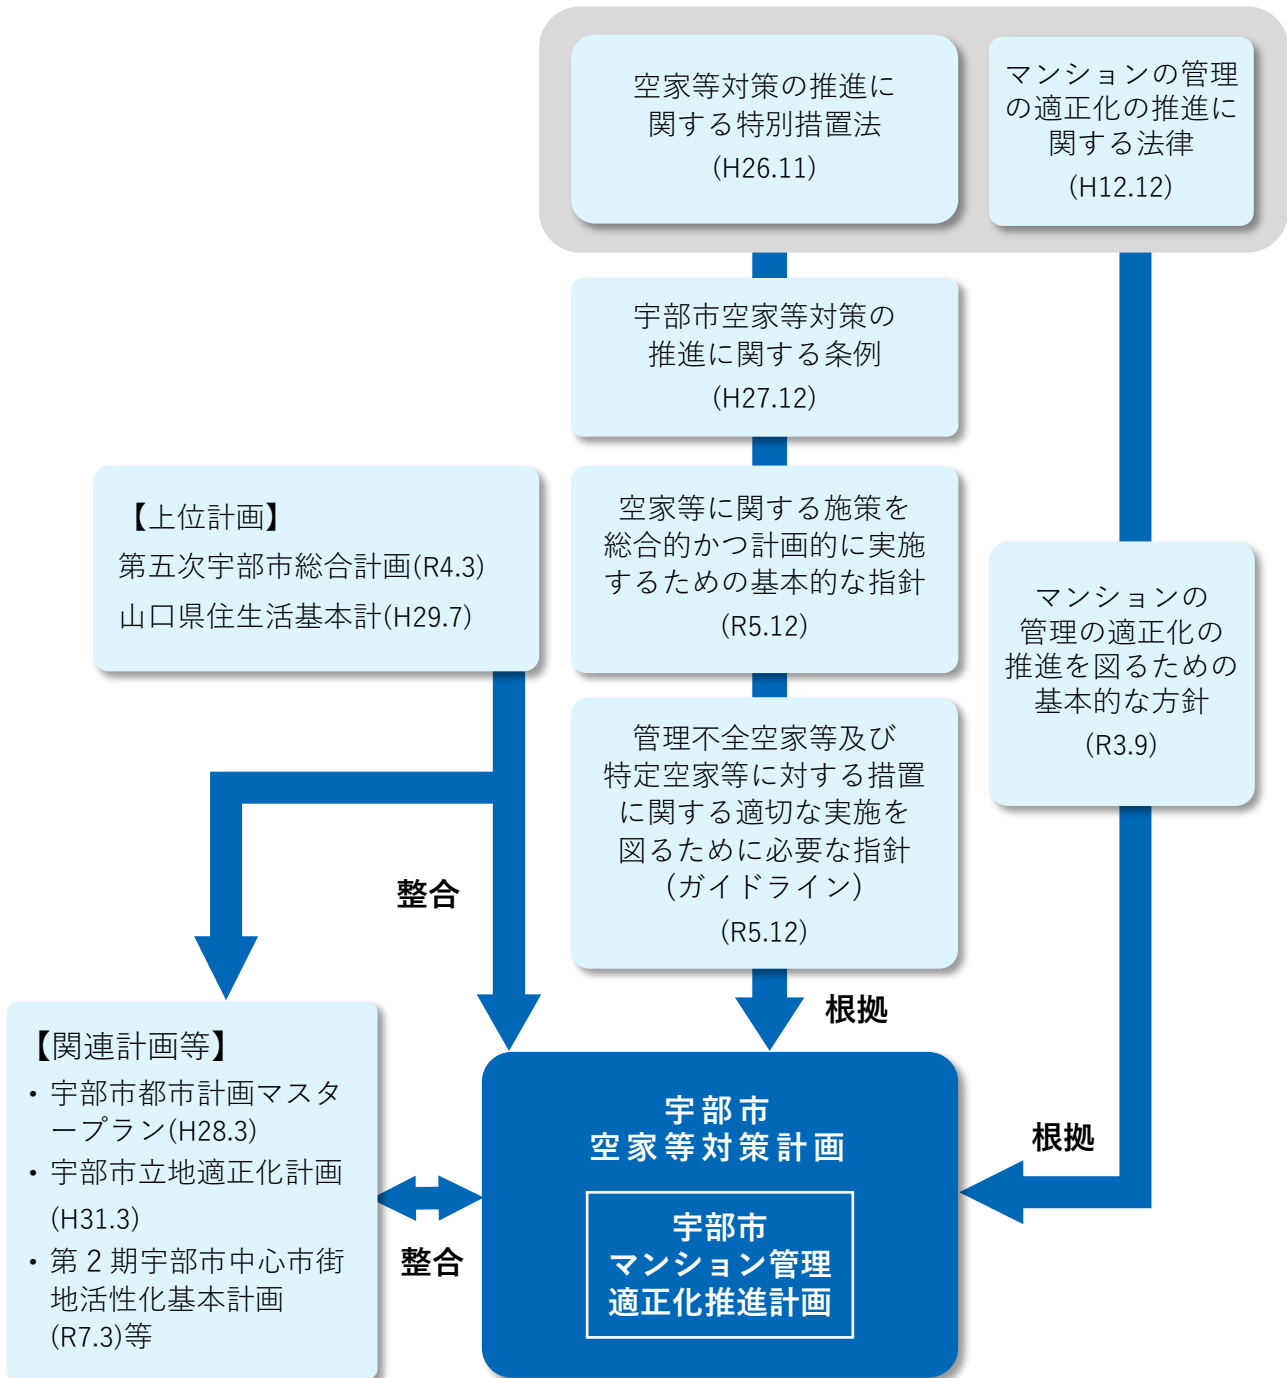 空家等対策の推進に
関する特別措置法
(H26.11)
マンションの管理
の適正化の推進に
関する法律
(H12.12)
宇部市空家等対策の
推進に関する条例
(H27.12)
【上位計画】
第五次宇部市総合計画(R4.3)
山口県住生活基本計(H29.7)
空家等に関する施策を
総合的かつ計画的に実施
するための基本的な指針
(R5.12)
マンションの
管理の適正化の
推進を図るための
基本的な方針
(R3.9)
管理不全空家等及び
特定空家等に対する措置
に関する適切な実施を
図るために必要な指針
(ガイドライン)
(R5.12)
整合
根拠
【関連計画等】
・宇部市都市計画マスタ
ープラン(H28.3)
・宇部市立地適正化計画
(H31.3)
・第2期宇部市中心市街
地活性化基本計画
(R7.3)等
整合
宇部市
空家等対策計画
宇部市
マンション管理
適正化推進計画
根拠